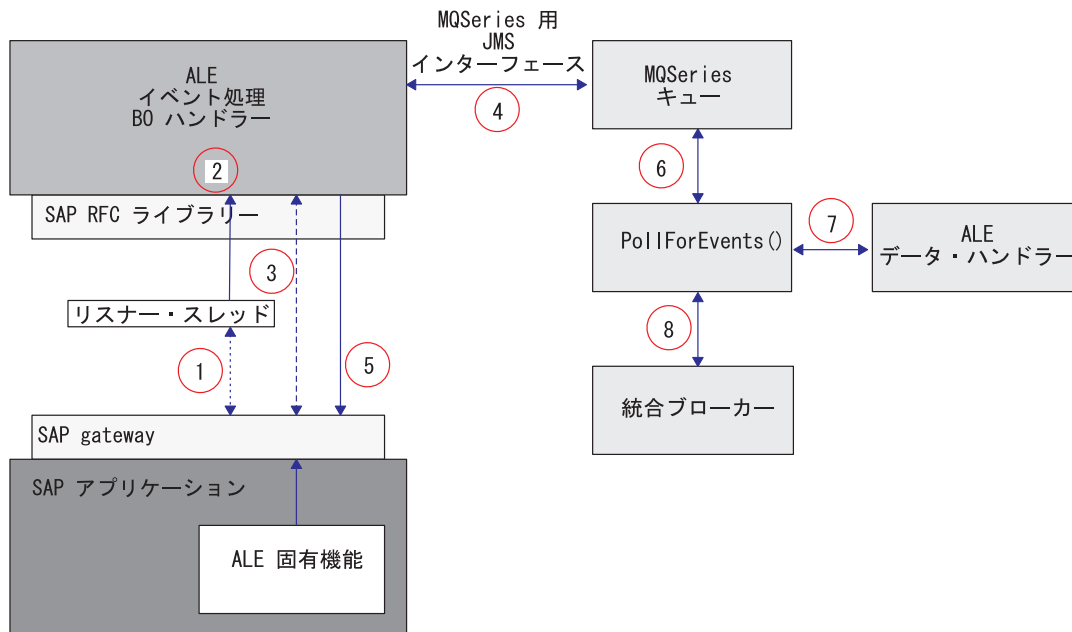 MQSeries 用
JMS
インターフェース
ALE
イベント処理
BO ハンドラー
MQSeries
キュー
4
2
6
SAP RFC ライブラリー
PollForEvents()
7
ALE
データ・ハンドラー
3
リスナー・スレッド
8
1
5
統合ブローカー
SAP gateway
SAP アプリケーション
ALE 固有機能